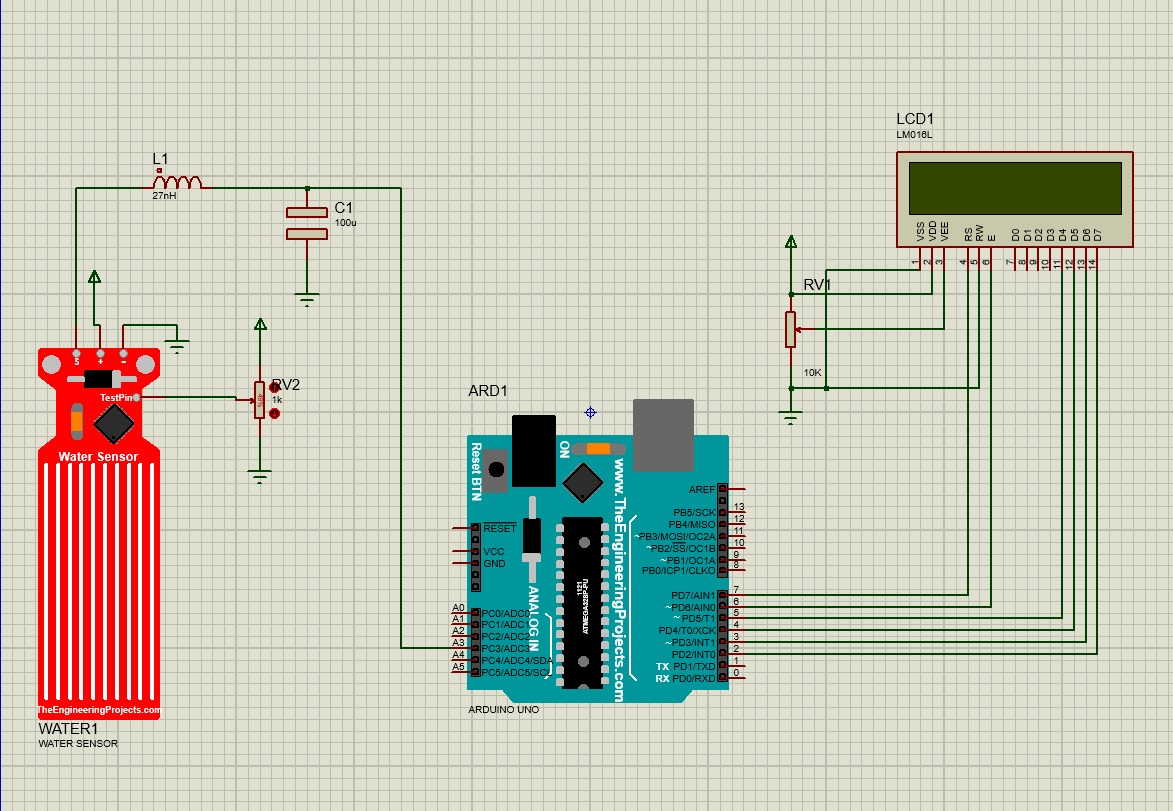 LCD1
LM016L
VSS
VDD
VEE
RS
RW
E
D0
D1
D2
D3
D4
D5
D6
D7
1
2
3
4
5
6
7
8
9
10
11
12
13
14
L1
27nH
C1
100u
RV1
10K
RV2
1k
S
+
-
TestPin
Water Sensor
TheEngineeringProjects.com
WATER1
WATER SENSOR
ARD1
Reset BTN
ON
www.TheEngineeringProjects.com
ANALOG IN
1121
ATMEGA328P-PU
RESET
VCC
GND
A0 PC0/ADC0
A1 PC1/ADC1
A2 PC2/ADC2
A3 PC3/ADC3
A4 PC4/ADC4/SDA
A5 PC5/ADC5/SCL
AREF
PB5/SCK 13
PB4/MISO 12
~PB3/MOSI/OC2A 11
~PB2/SS/OC1B 10
~PB1/OC1A 9
PB0/ICP1/CLKO 8
PD7/AIN1 7
~PD6/AIN0 6
~PD5/T1 5
PD4/T0/XCK 4
~PD3/INT1 3
PD2/INT0 2
TX PD1/TXD 1
RX PD0/RXD 0
ARDUINO UNO